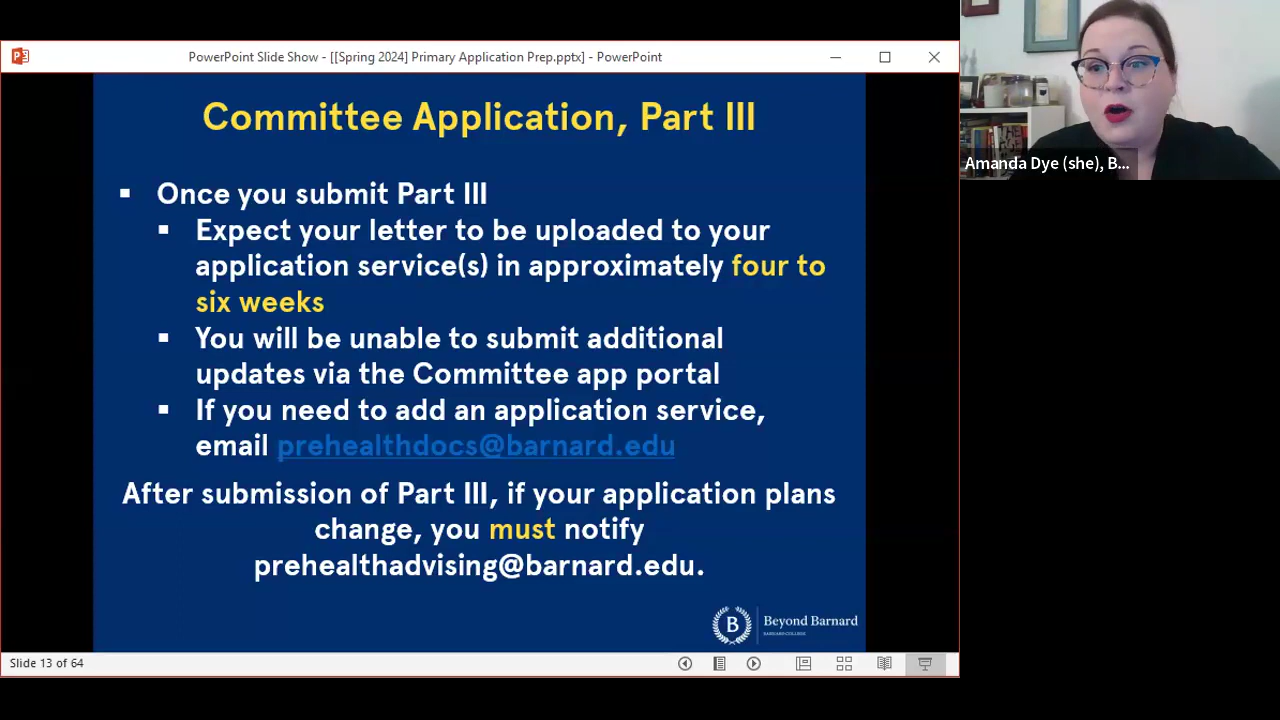 PowerPoint Slide Show - [[Spring 2024] Primary Application Prep.pptx] - PowerPoint
Committee Application, Part III
▪ Once you submit Part III
▪ Expect your letter to be uploaded to your
application service(s) in approximately four to
six weeks
▪ You will be unable to submit additional
updates via the Committee app portal
▪ If you need to add an application service,
email prehealthdocs@barnard.edu
After submission of Part III, if your application plans
change, you must notify
prehealthadvising@barnard.edu.
B
Beyond Barnard
BARNARD COLLEGE
Slide 13 of 64
Amanda Dye (she), B...